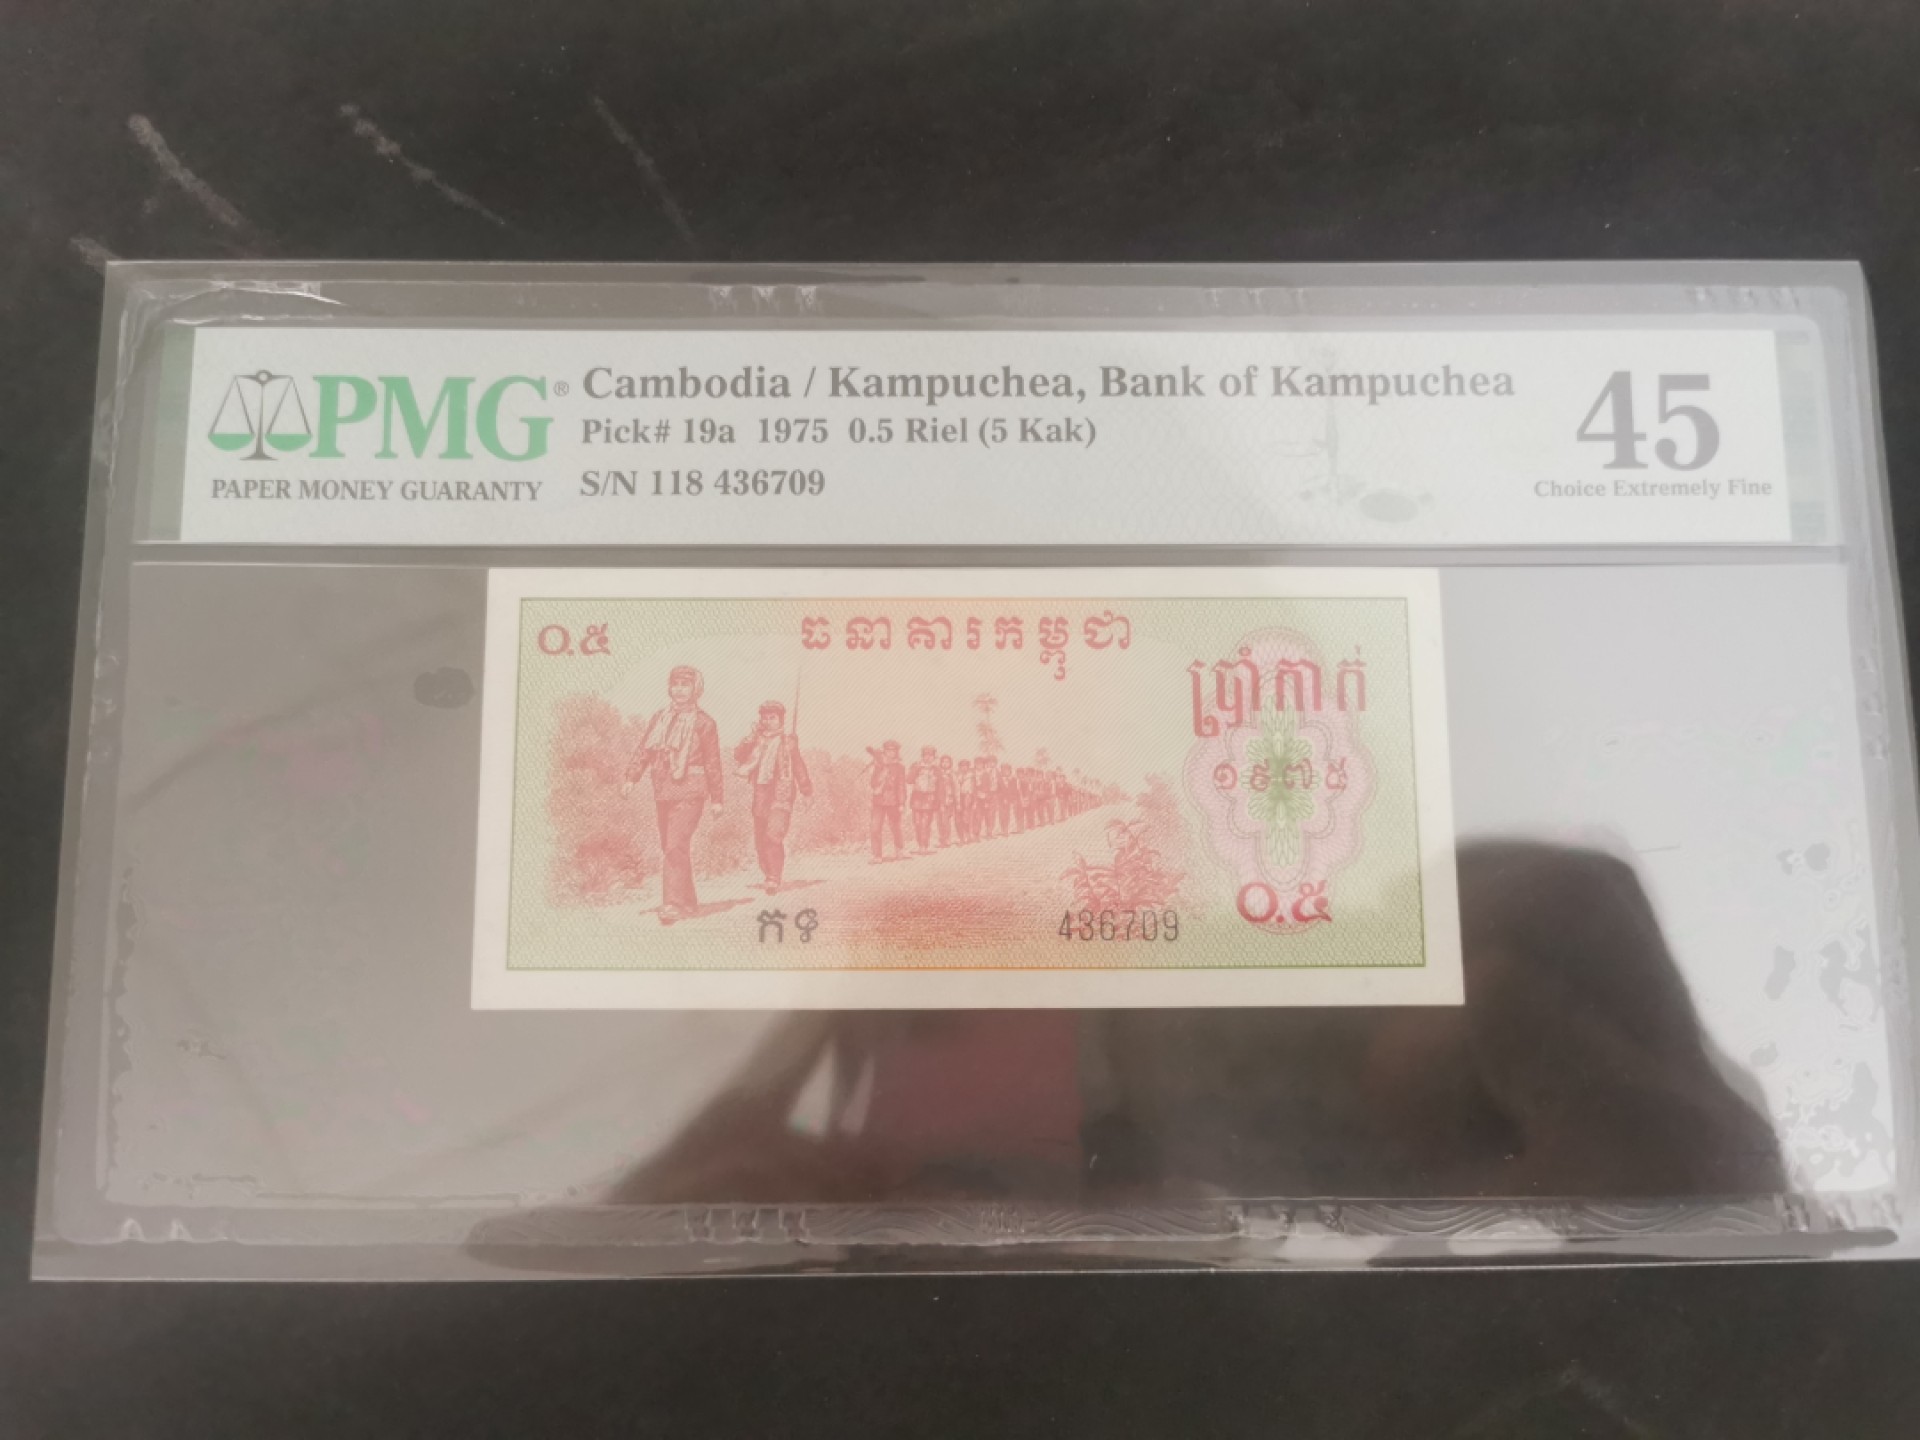 PMG®
PAPER MONEY GUARANTY
Cambodia / Kampuchea, Bank of Kampuchea
Pick# 19a 1975 0.5 Riel (5 Kak)
S/N 118 436709
45
Choice Extremely Fine
០.៥
ធនាគារកម្ពុជា
ប្រាំកាក់
១៩៧៥
០.៥
កទ
436709